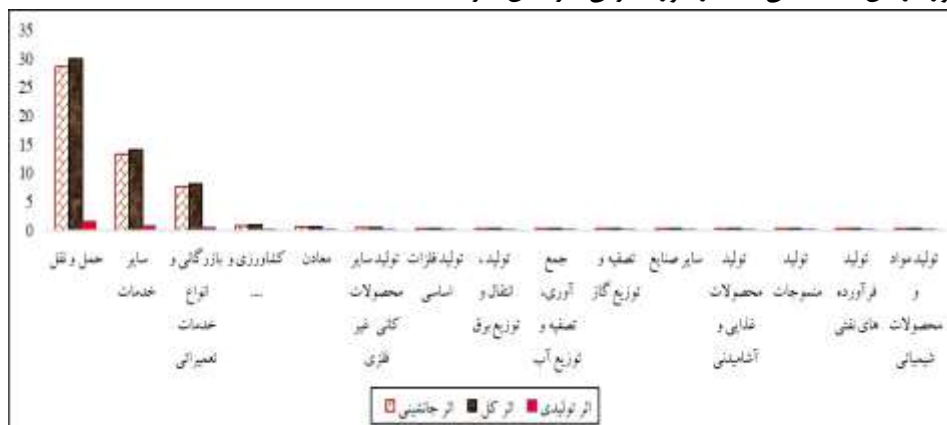 35
30
25
20
15
10
5
0
حمل و نقل
سایر
خدمات
بازرگانی و
انواع
خدمات
تعمیراتی
کشاورزی و
...
معادن
تولید سایر
محصولات
کانی غیر
فلزی
تولید فلزات
اساسی
تولید،
انتقال و
توزیع برق
جمع
آوری،
تصفیه و
توزیع آب
تصفیه و
توزیع گاز
سایر صنایع
تولید
محصولات
غذایی و
آشامیدنی
تولید
منسوجات
تولید
فرآورده
های نفتی
تولید مواد
و
محصولات
شیمیائی
اثر تولیدی اثر کل اثر جانشینی